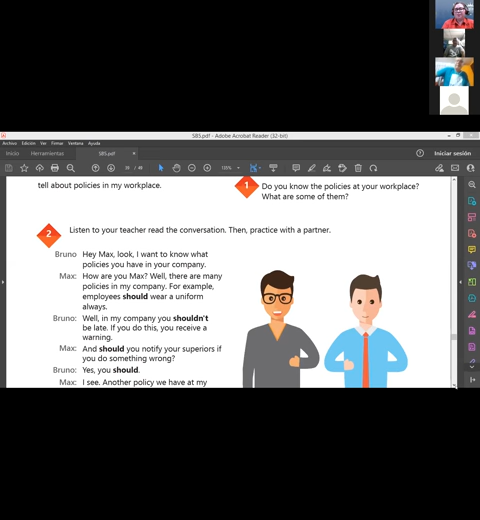 SB5.pdf - Adobe Acrobat Reader (32-bit)
Archivo Edición Ver Firmar Ventana Ayuda
Inicio Herramientas SB5.pdf Iniciar sesión
tell about policies in my workplace.
1 Do you know the policies at your workplace?
What are some of them?
2 Listen to your teacher read the conversation. Then, practice with a partner.
Bruno Hey Max, look, I want to know what
policies you have in your company.
Max: How are you Max? Well, there are many
policies in my company. For example,
employees should wear a uniform
always.
Bruno: Well, in my company you shouldn't
be late. If you do this, you receive a
warning.
Max: And should you notify your superiors if
you do something wrong?
Bruno: Yes, you should.
Max: I see. Another policy we have at my